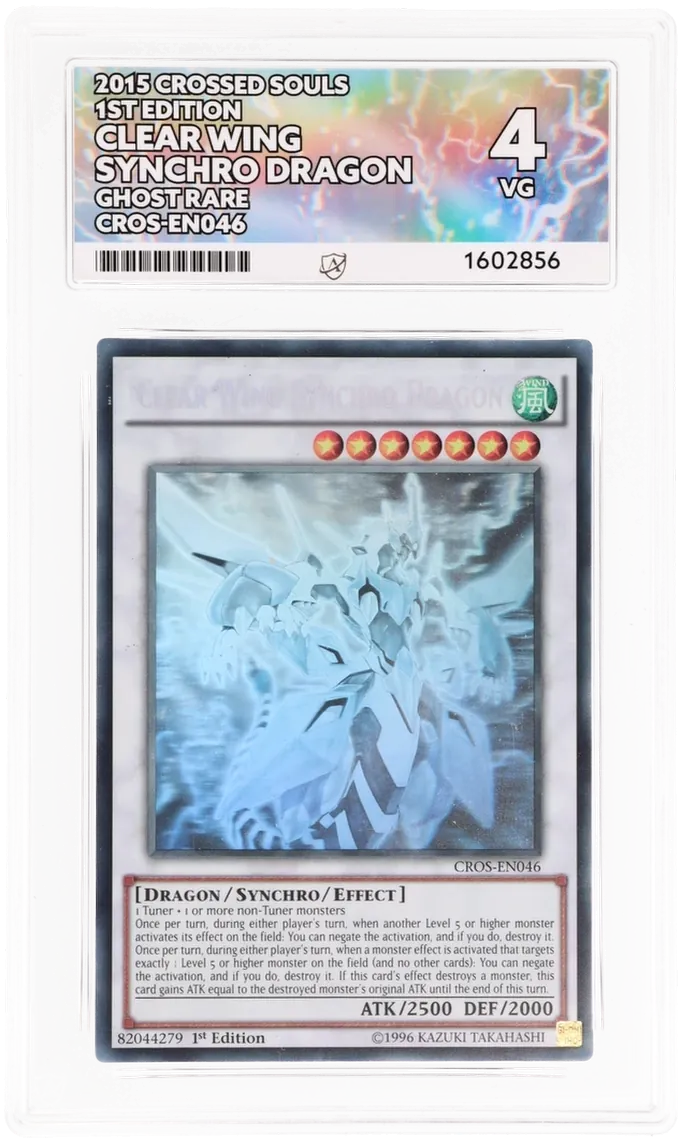 2015 CROSSED SOULS
1ST EDITION
CLEAR WING
SYNCHRO DRAGON
GHOST RARE
CROS-EN046
4
VG
1602856
CLEAR WING SYNCHRO DRAGON
WIND
風
CROS-EN046
[DRAGON/SYNCHRO/EFFECT]
1 Tuner + 1 or more non-Tuner monsters
Once per turn, during either player's turn, when another Level 5 or higher monster
activates its effect on the field: You can negate the activation, and if you do, destroy it.
Once per turn, during either player's turn, when a monster effect is activated that targets
exactly 1 Level 5 or higher monster on the field (and no other cards): You can negate
the activation, and if you do, destroy it. If this card's effect destroys a monster, this
card gains ATK equal to the destroyed monster's original ATK until the end of this turn.
ATK/2500 DEF/2000
82044279 1st Edition
©1996 KAZUKI TAKAHASHI